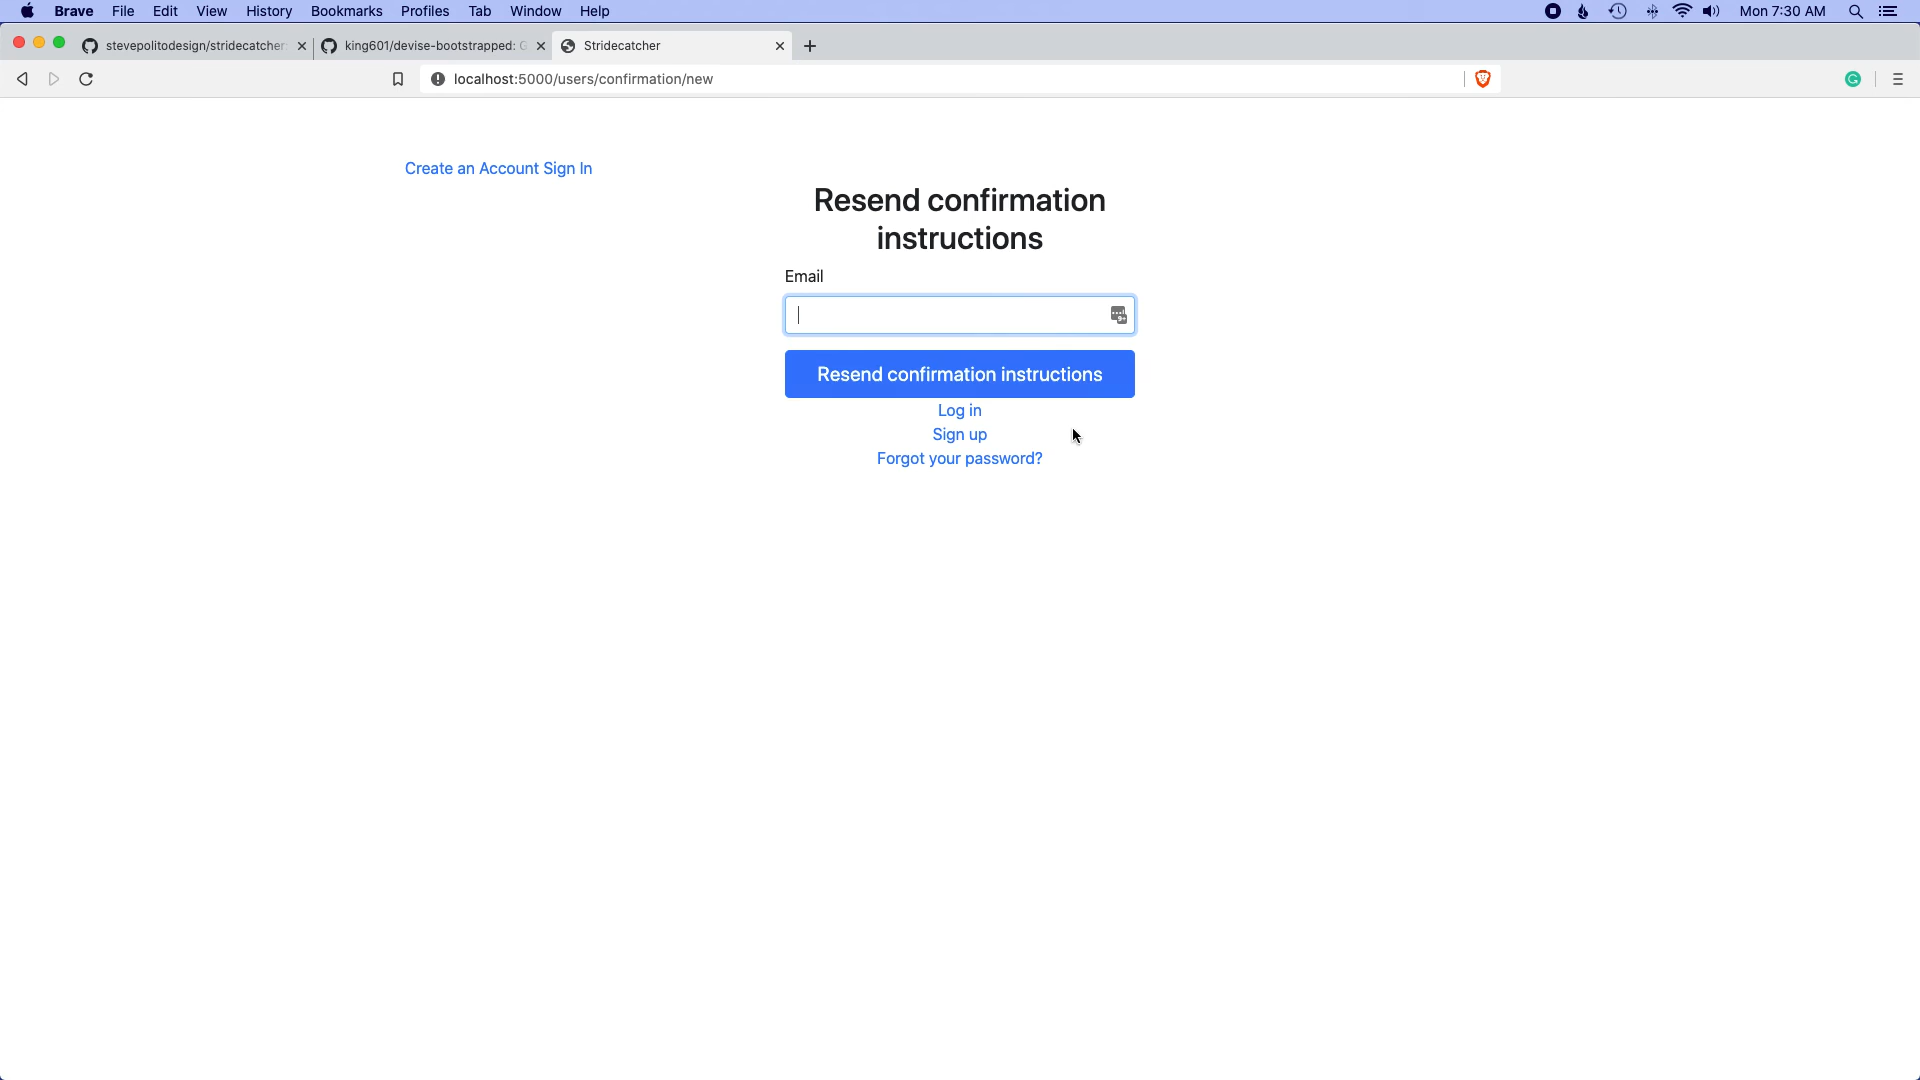 Brave File Edit View History Bookmarks Profiles Tab Window Help Mon 7:30 AM
stevepolitodesign/stridecatcher king601/devise-bootstrapped: G Stridecatcher
localhost:5000/users/confirmation/new
Create an Account Sign In
Resend confirmation
instructions
Email
Resend confirmation instructions
Log in
Sign up
Forgot your password?